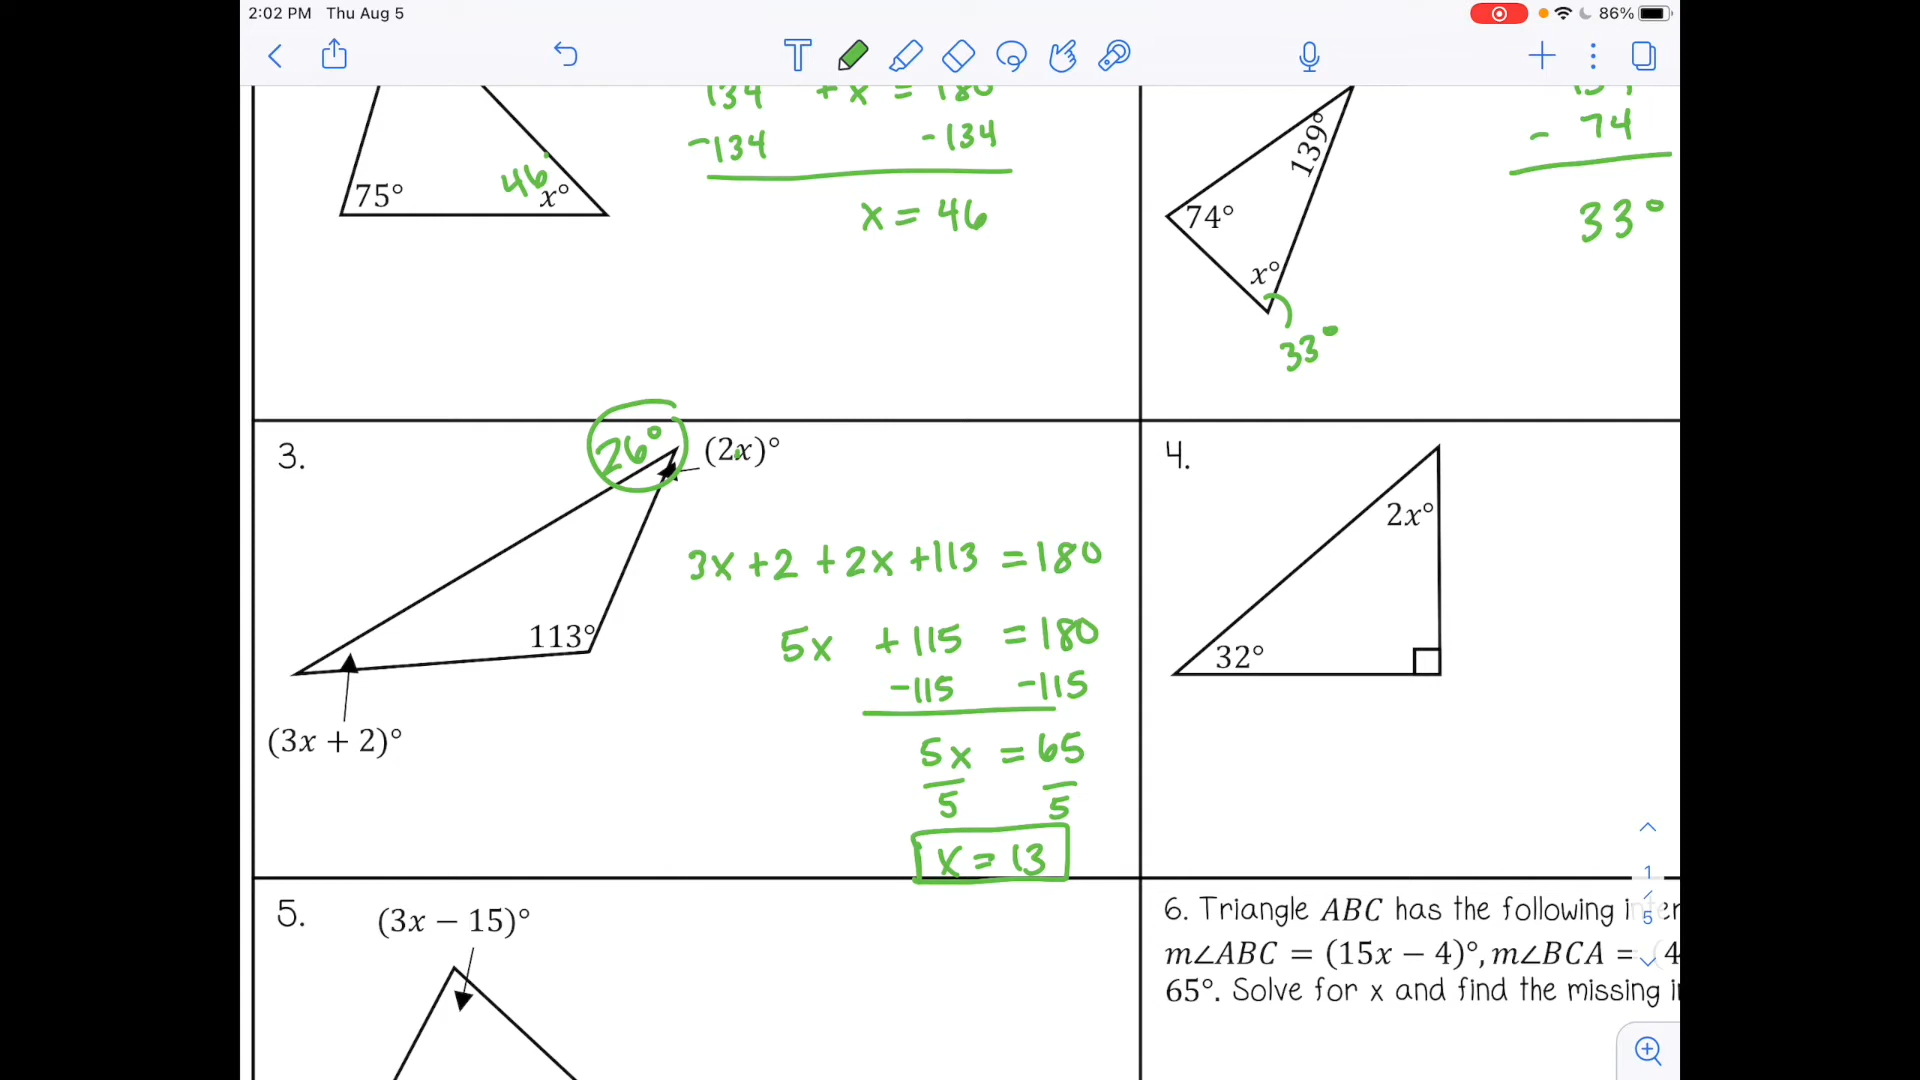 2:02 PM Thu Aug 5
86%
134 + x = 180
-134 -134
x = 46
75°
46°
x°
139°
74°
x°
33°
- 74
33°
3.
26°
(2x)°
113°
(3x + 2)°
3x + 2 + 2x + 113 = 180
5x + 115 = 180
-115 -115
5x = 65
5 5
x = 13
4.
2x°
32°
5.
(3x − 15)°
6. Triangle ABC has the following
m∠ABC = (15x − 4)°, m∠BCA = (4
65°. Solve for x and find the missing
1
5